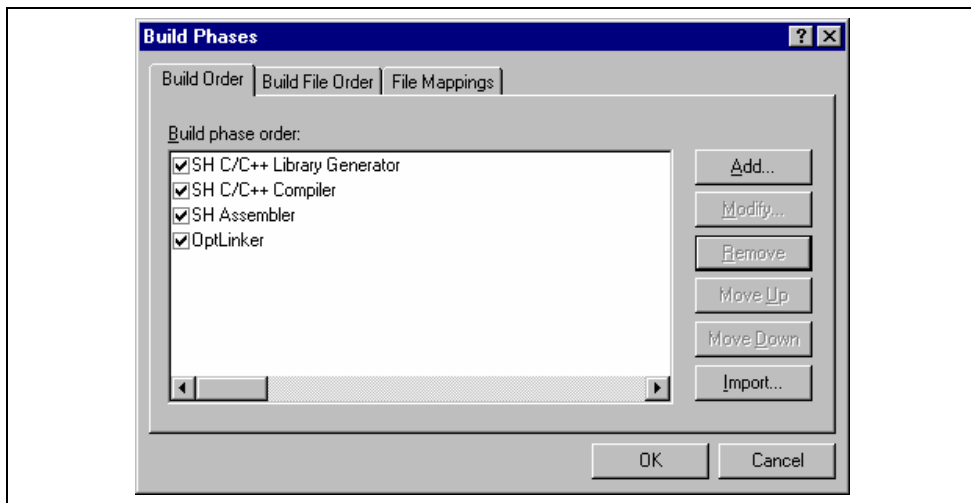 Build Phases
Build Order
Build File Order
File Mappings
Build phase order:
SH C/C++ Library Generator
SH C/C++ Compiler
SH Assembler
OptLinker
Add...
Modify...
Remove
Move Up
Move Down
Import...
OK
Cancel